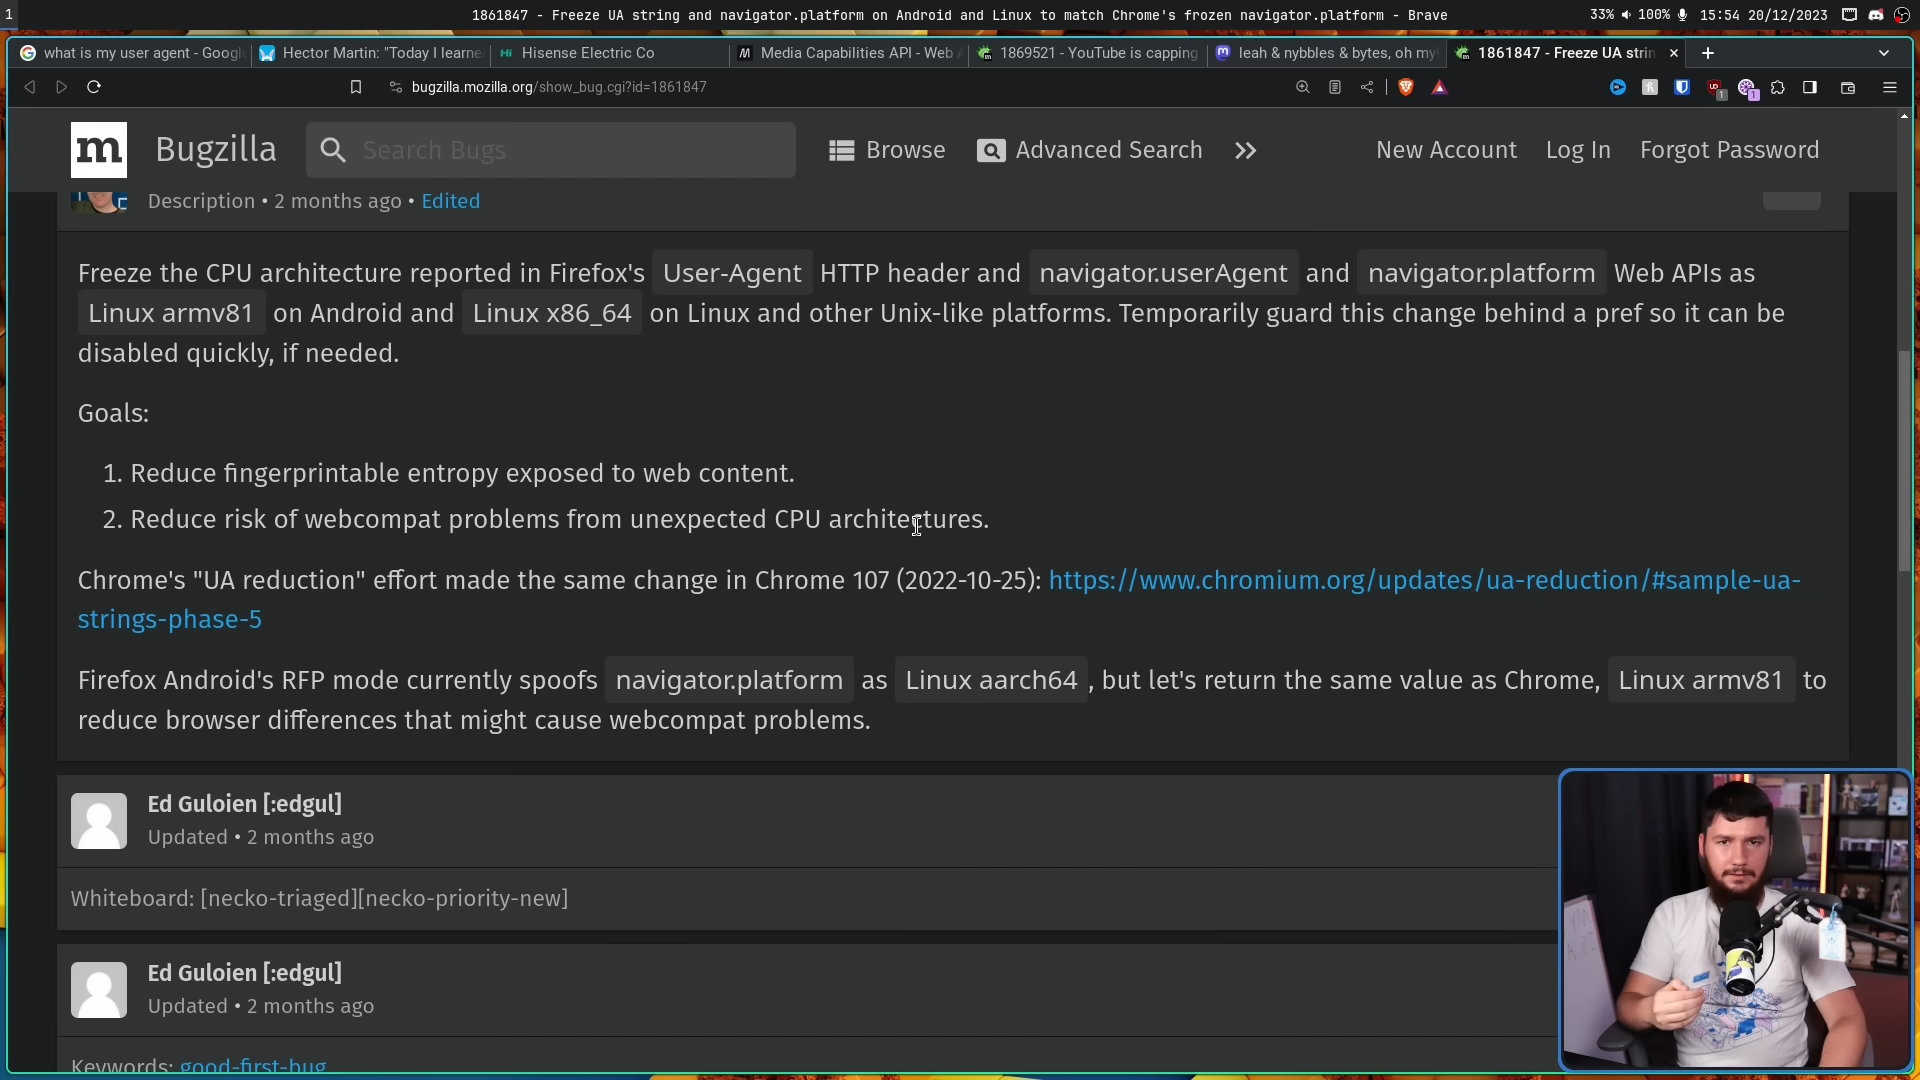 1
1861847 - Freeze UA string and navigator.platform on Android and Linux to match Chrome's frozen navigator.platform - Brave
33% 100% 15:54 20/12/2023
what is my user agent - Googl
Hector Martin: "Today I learne
Hisense Electric Co
Media Capabilities API - Web A
1869521 - YouTube is capping
leah & nybbles & bytes, oh my
1861847 - Freeze UA strin
bugzilla.mozilla.org/show_bug.cgi?id=1861847
m Bugzilla Search Bugs Browse Advanced Search New Account Log In Forgot Password
Description • 2 months ago • Edited
Freeze the CPU architecture reported in Firefox's User-Agent HTTP header and navigator.userAgent and navigator.platform Web APIs as
Linux armv81 on Android and Linux x86_64 on Linux and other Unix-like platforms. Temporarily guard this change behind a pref so it can be
disabled quickly, if needed.
Goals:
1. Reduce fingerprintable entropy exposed to web content.
2. Reduce risk of webcompat problems from unexpected CPU architectures.
Chrome's "UA reduction" effort made the same change in Chrome 107 (2022-10-25): https://www.chromium.org/updates/ua-reduction/#sample-ua-
strings-phase-5
Firefox Android's RFP mode currently spoofs navigator.platform as Linux aarch64 , but let's return the same value as Chrome, Linux armv81 to
reduce browser differences that might cause webcompat problems.
Ed Guloien [:edgul]
Updated • 2 months ago
Whiteboard: [necko-triaged][necko-priority-new]
Ed Guloien [:edgul]
Updated • 2 months ago
Keywords: good-first-bug